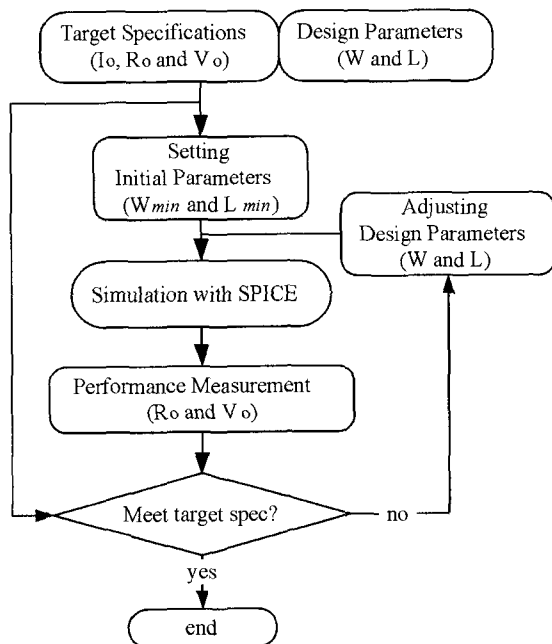 Target Specifications
(Io, Ro and Vo)
Design Parameters
(W and L)
Setting
Initial Parameters
(Wmin and L min)
Adjusting
Design Parameters
(W and L)
Simulation with SPICE
Performance Measurement
(Ro and Vo)
Meet target spec?
no
yes
end